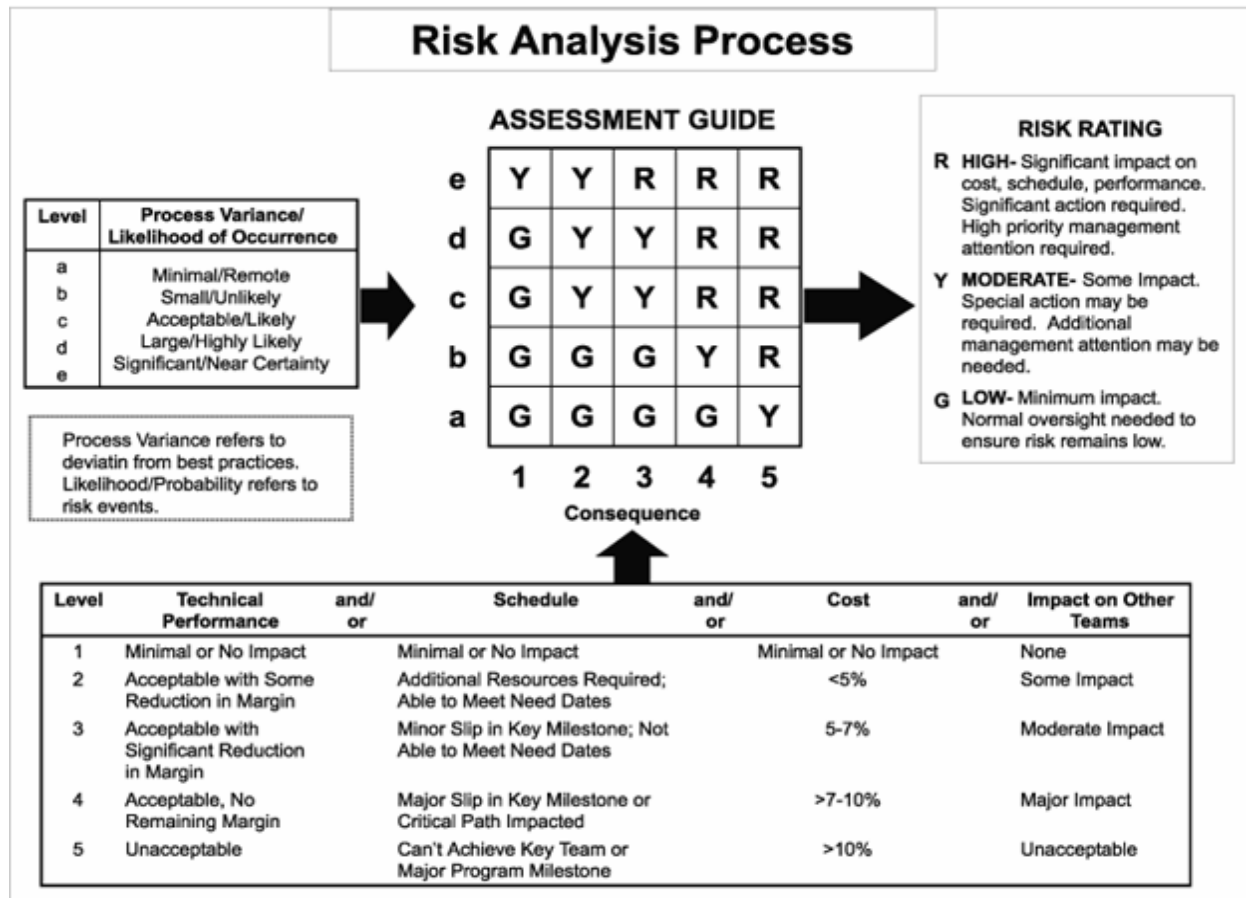 Risk Analysis Process
ASSESSMENT GUIDE
Level Process Variance/
Likelihood of Occurrence
a Minimal/Remote
b Small/Unlikely
c Acceptable/Likely
d Large/Highly Likely
e Significant/Near Certainty
Process Variance refers to
deviatin from best practices.
Likelihood/Probability refers to
risk events.
e Y Y R R R
d G Y Y R R
c G Y Y R R
b G G G Y R
a G G G G Y
1 2 3 4 5
Consequence
RISK RATING
R HIGH- Significant impact on
cost, schedule, performance.
Significant action required.
High priority management
attention required.
Y MODERATE- Some Impact.
Special action may be
required. Additional
management attention may be
needed.
G LOW- Minimum impact.
Normal oversight needed to
ensure risk remains low.
Level Technical and/ Schedule and/ Cost and/ Impact on Other
Performance or or or Teams
1 Minimal or No Impact Minimal or No Impact Minimal or No Impact None
2 Acceptable with Some Additional Resources Required; <5% Some Impact
Reduction in Margin Able to Meet Need Dates
3 Acceptable with Minor Slip in Key Milestone; Not 5-7% Moderate Impact
Significant Reduction Able to Meet Need Dates
in Margin
4 Acceptable, No Major Slip in Key Milestone or >7-10% Major Impact
Remaining Margin Critical Path Impacted
5 Unacceptable Can't Achieve Key Team or >10% Unacceptable
Major Program Milestone